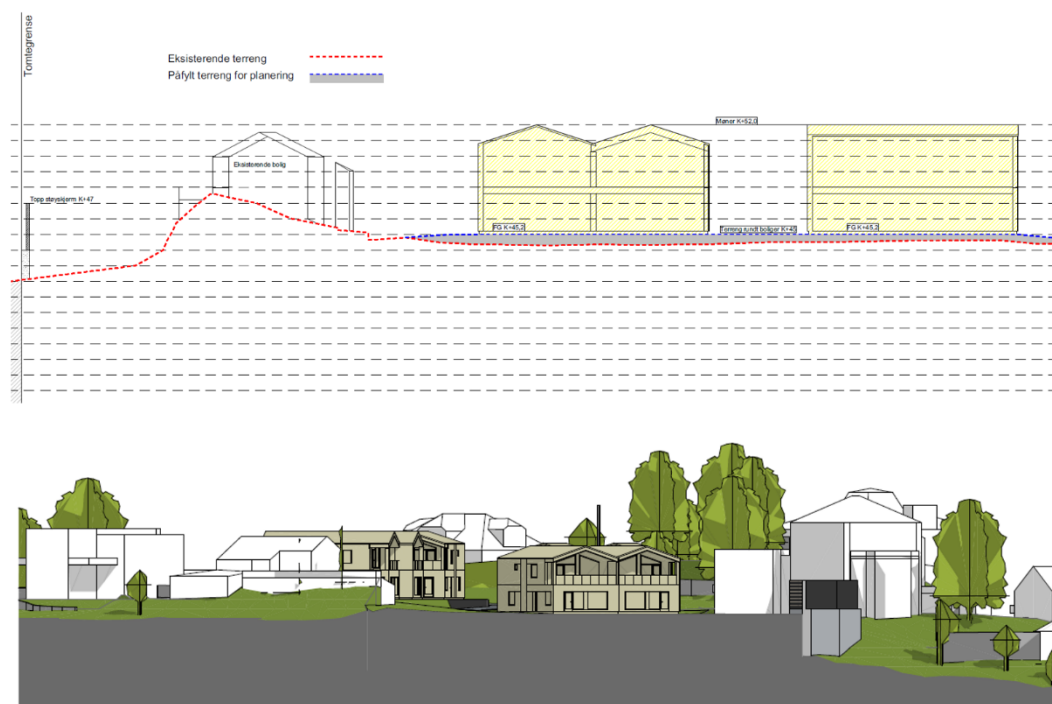 Tomtegrense
Eksisterende terreng
Påfylt terreng for planering
Møner K+52,0
Eksisterende bolig
Topp støyskjerm K+47
FG K+45,2
Terreng rundt boliger K+45
FG K+45,2